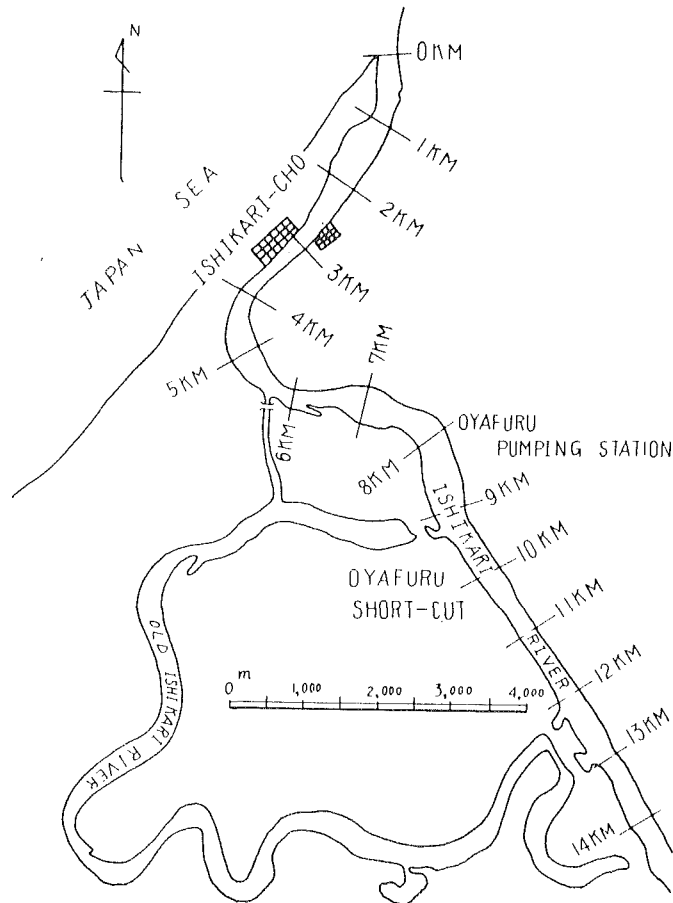 N
0KM
1KM
2KM
JAPAN SEA
ISHIKARI-CHO
3KM
4KM
5KM
6KM
7KM
OYAFURU
PUMPING STATION
8KM
9KM
ISHIKARI
RIVER
10KM
OYAFURU
SHORT-CUT
11KM
12KM
OLD ISHIKARI RIVER
0 m 1,000 2,000 3,000 4,000
13KM
14KM